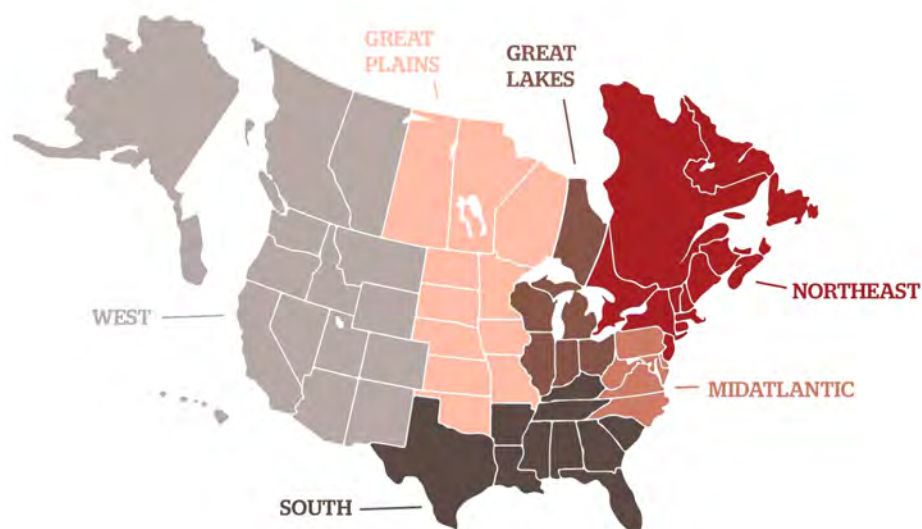 GREAT
PLAINS
GREAT
LAKES
NORTHEAST
WEST
MIDATLANTIC
SOUTH